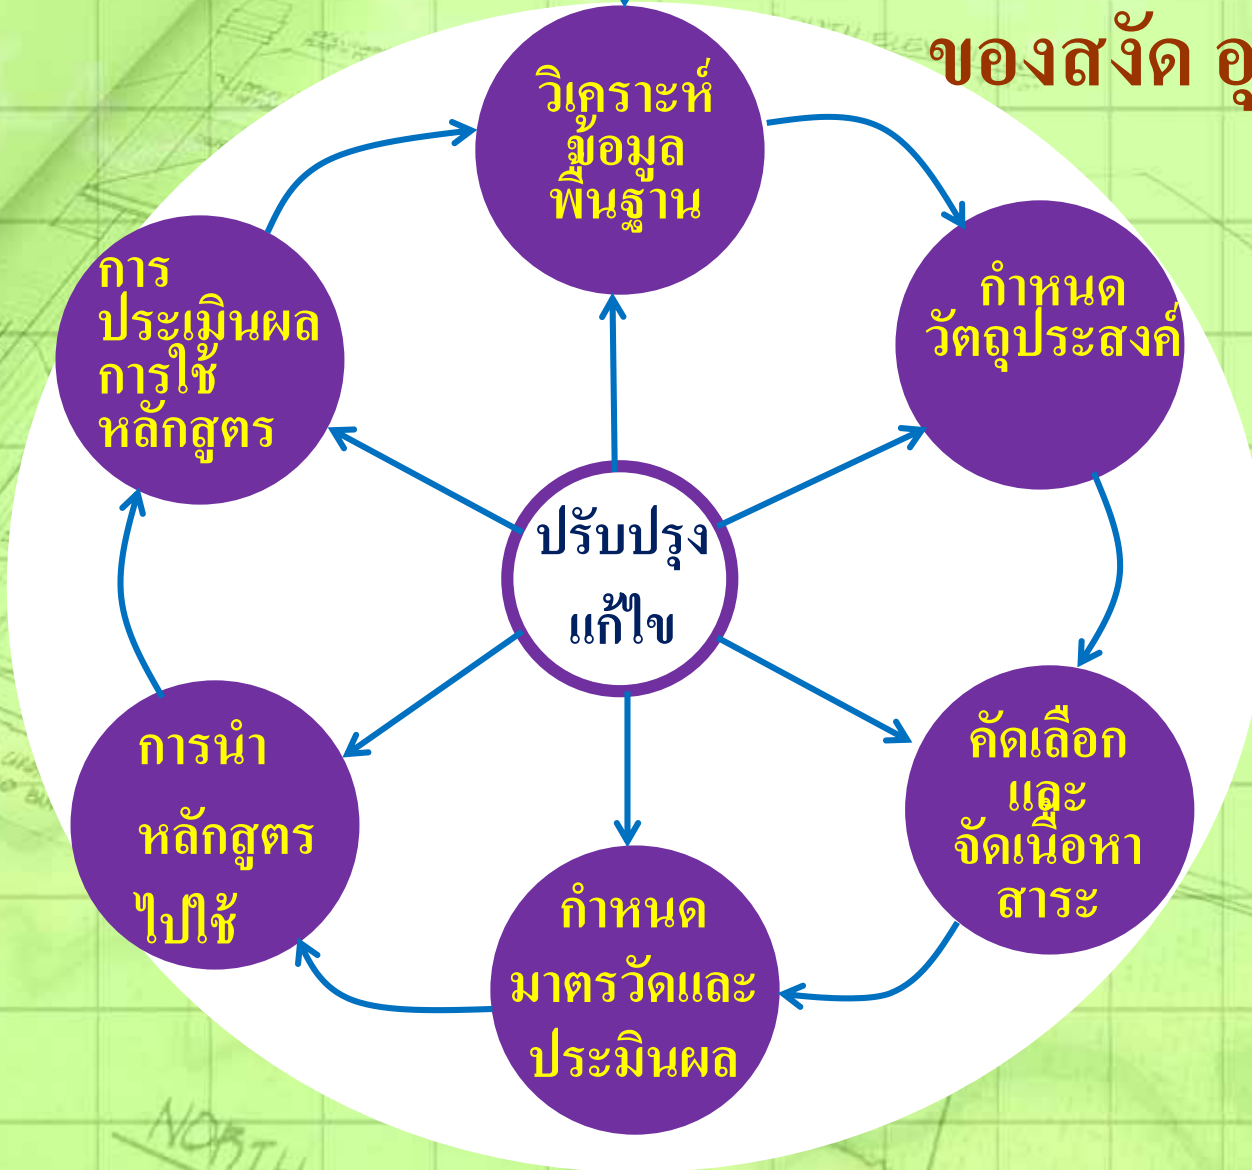 ของสงัด อุ
วิเคราะห์
ข้อมูล
พื้นฐาน
กำหนด
วัตถุประสงค์
คัดเลือก
และ
จัดเนื้อหา
สาระ
กำหนด
มาตรวัดและ
ประมินผล
การนำ
หลักสูตร
ไปใช้
การ
ประเมินผล
การใช้
หลักสูตร
ปรับปรุง
แก้ไข
NORTH